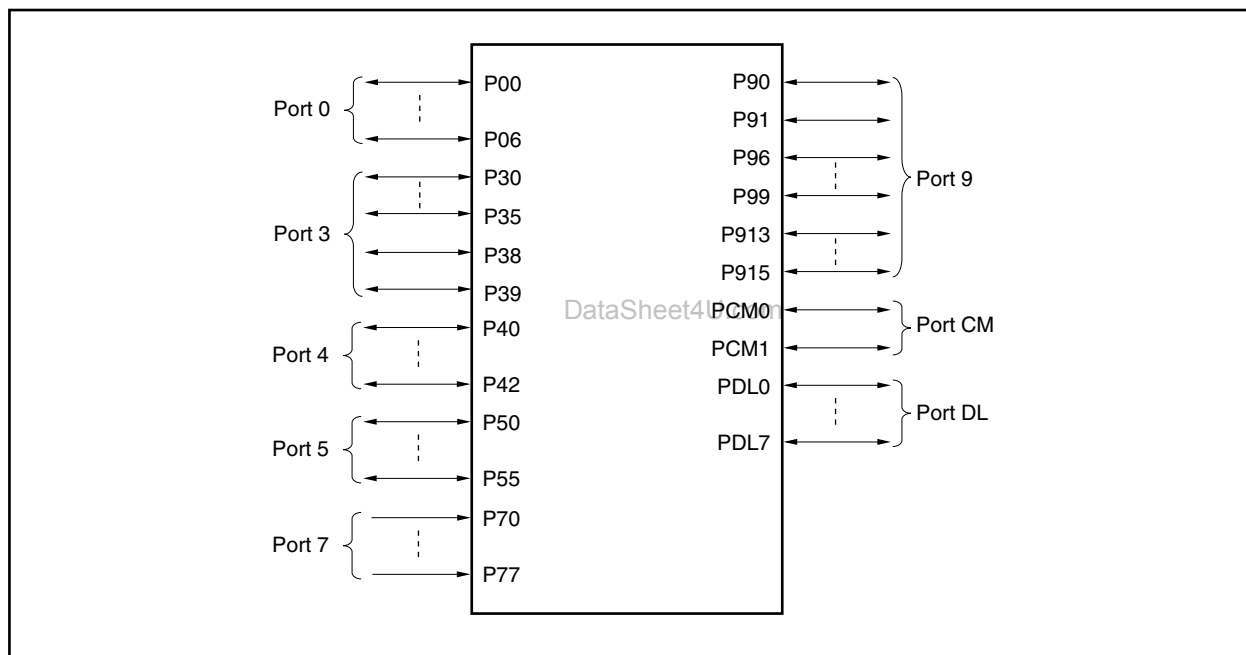 Port 0
P00
P06
Port 3
P30
P35
P38
P39
Port 4
P40
P42
Port 5
P50
P55
Port 7
P70
P77
P90
P91
P96
P99
P913
P915
Port 9
PCM0
PCM1
Port CM
PDL0
PDL7
Port DL
DataSheet4U.com